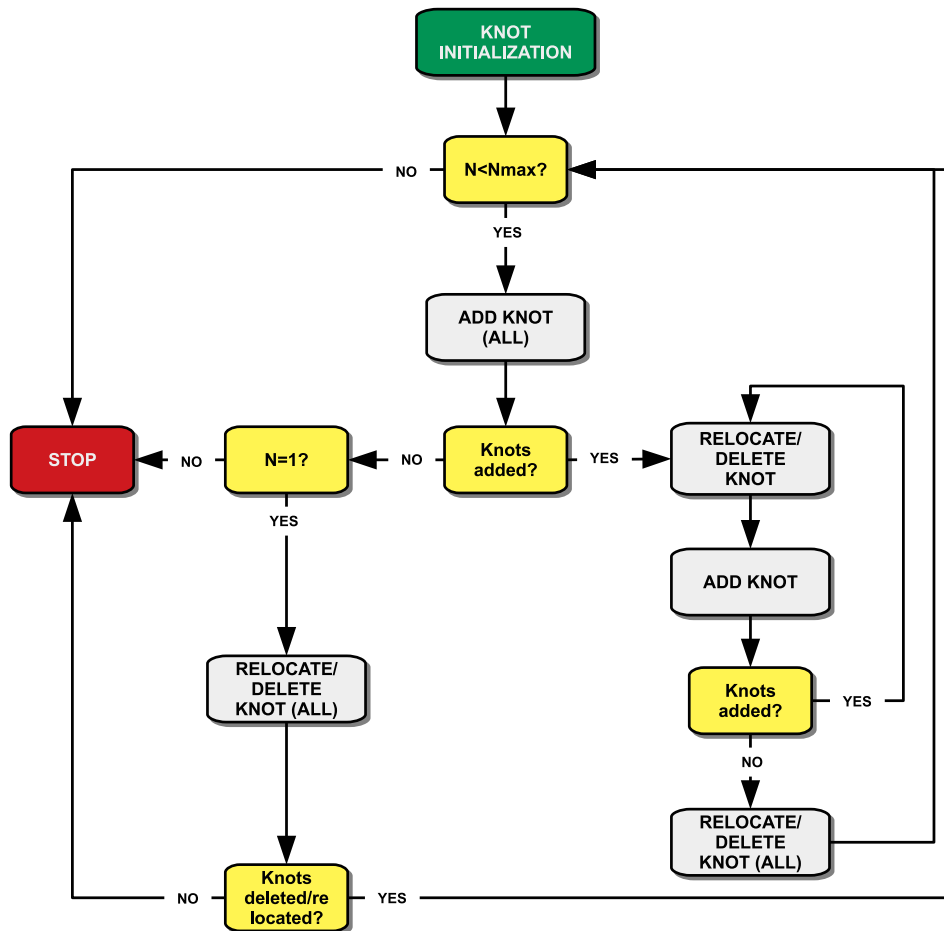 KNOT
INITIALIZATION
N<Nmax?
NO
YES
ADD KNOT
(ALL)
STOP
NO
N=1?
NO
Knots
added?
YES
RELOCATE/
DELETE
KNOT
YES
ADD KNOT
RELOCATE/
DELETE
KNOT (ALL)
Knots
added?
YES
NO
RELOCATE/
DELETE
KNOT (ALL)
NO
Knots
deleted/re
located?
YES